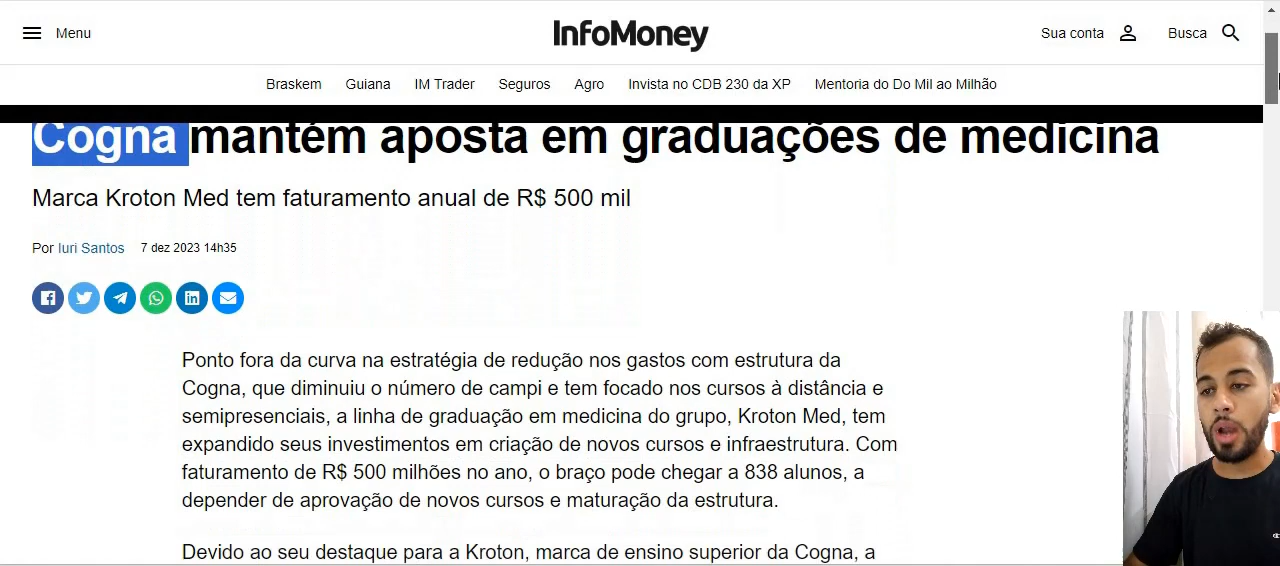 Menu
InfoMoney
Sua conta
Busca
Braskem Guiana IM Trader Seguros Agro Invista no CDB 230 da XP Mentoria do Do Mil ao Milhão
Cogna mantém aposta em graduações de medicina
Marca Kroton Med tem faturamento anual de R$ 500 mil
Por Iuri Santos 7 dez 2023 14h35
Ponto fora da curva na estratégia de redução nos gastos com estrutura da
Cogna, que diminuiu o número de campi e tem focado nos cursos à distância e
semipresenciais, a linha de graduação em medicina do grupo, Kroton Med, tem
expandido seus investimentos em criação de novos cursos e infraestrutura. Com
faturamento de R$ 500 milhões no ano, o braço pode chegar a 838 alunos, a
depender de aprovação de novos cursos e maturação da estrutura.
Devido ao seu destaque para a Kroton, marca de ensino superior da Cogna, a